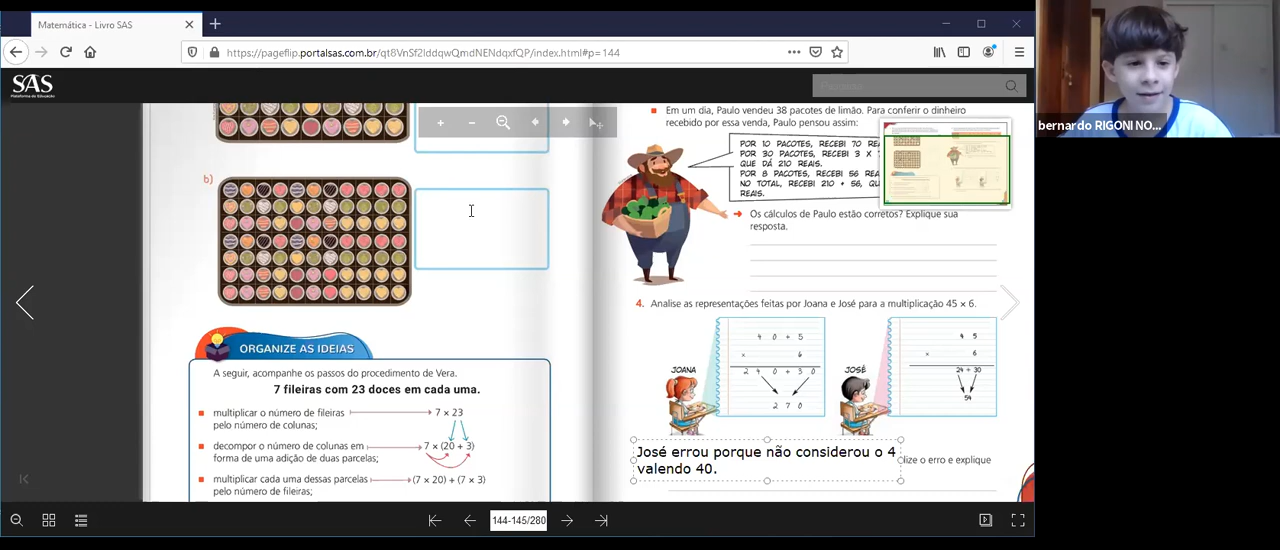 Matemática - Livro SAS
https://pageflip.portalsas.com.br/qt8VnSf2IddqwQmdNENdqxfQP/index.html#p=144
SAS
Plataforma de Educação
bernardo RIGONI NO...
b)
ORGANIZE AS IDEIAS
A seguir, acompanhe os passos do procedimento de Vera.
7 fileiras com 23 doces em cada uma.
multiplicar o número de fileiras
pelo número de colunas;
7 × 23
decompor o número de colunas em
forma de uma adição de duas parcelas;
7 × (20 + 3)
multiplicar cada uma dessas parcelas
pelo número de fileiras;
(7 × 20) + (7 × 3)
Em um dia, Paulo vendeu 38 pacotes de limão. Para conferir o dinheiro
recebido por essa venda, Paulo pensou assim:
POR 10 PACOTES, RECEBI 70
POR 30 PACOTES, RECEBI 3 ×
QUE DÁ 210 REAIS.
POR 8 PACOTES, RECEBI 56
NO TOTAL, RECEBI 210 + 56,
REAIS.
Os cálculos de Paulo estão corretos? Explique sua
resposta.
4. Analise as representações feitas por Joana e José para a multiplicação 45 × 6.
JOANA
4 0 + 5
× 6
2 4 0 + 3 0
2 7 0
JOSÉ
4 5
× 6
24 + 30
54
José errou porque não considerou o 4
valendo 40.
lize o erro e explique
144-145/280